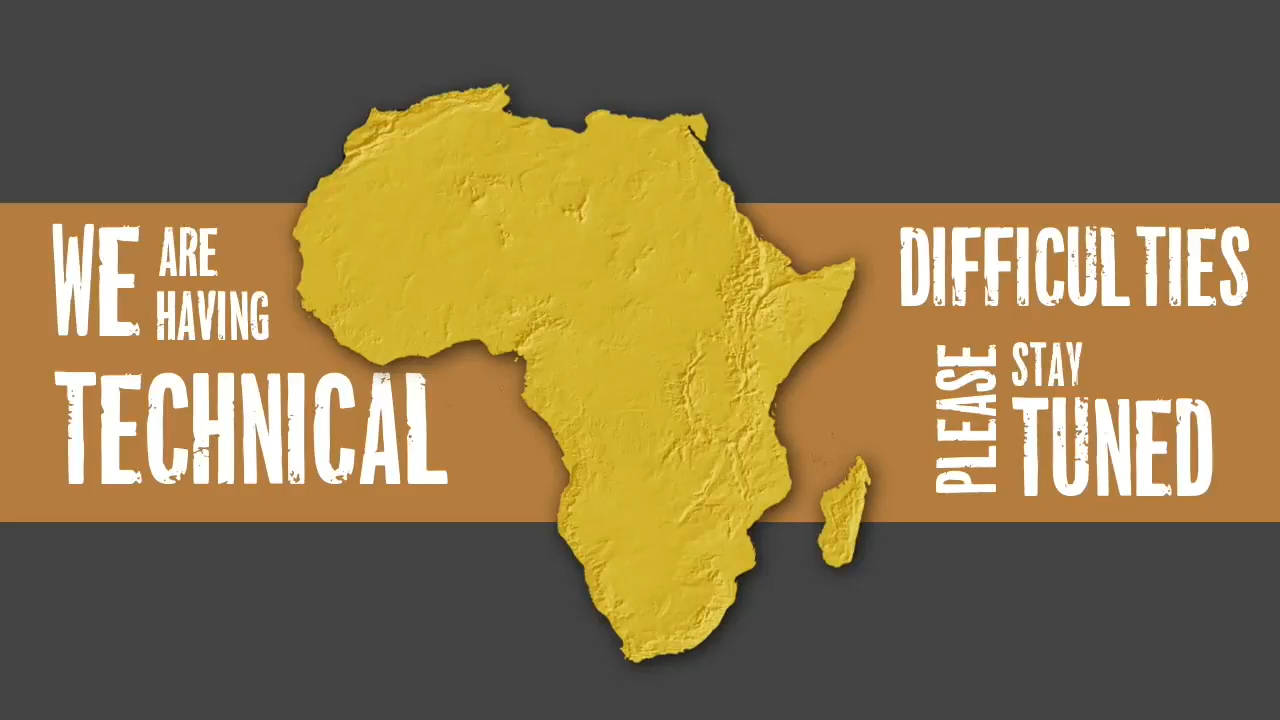 WE ARE
HAVING
TECHNICAL
DIFFICULTIES
PLEASE
STAY
TUNED